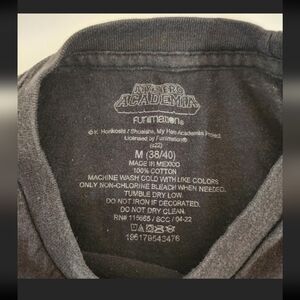 MY HERO
ACADEMIA
FUNIMATION®
© K. Horikoshi / Shueisha, My Hero Academia Project.
Licensed by Funimation®
(S22)
M (38/40)
MADE IN MEXICO
100% COTTON
MACHINE WASH COLD WITH LIKE COLORS
ONLY NON-CHLORINE BLEACH WHEN NEEDED.
TUMBLE DRY LOW.
DO NOT IRON IF DECORATED.
DO NOT DRY CLEAN.
RN# 115665 / SCC / 04-22
196179543476